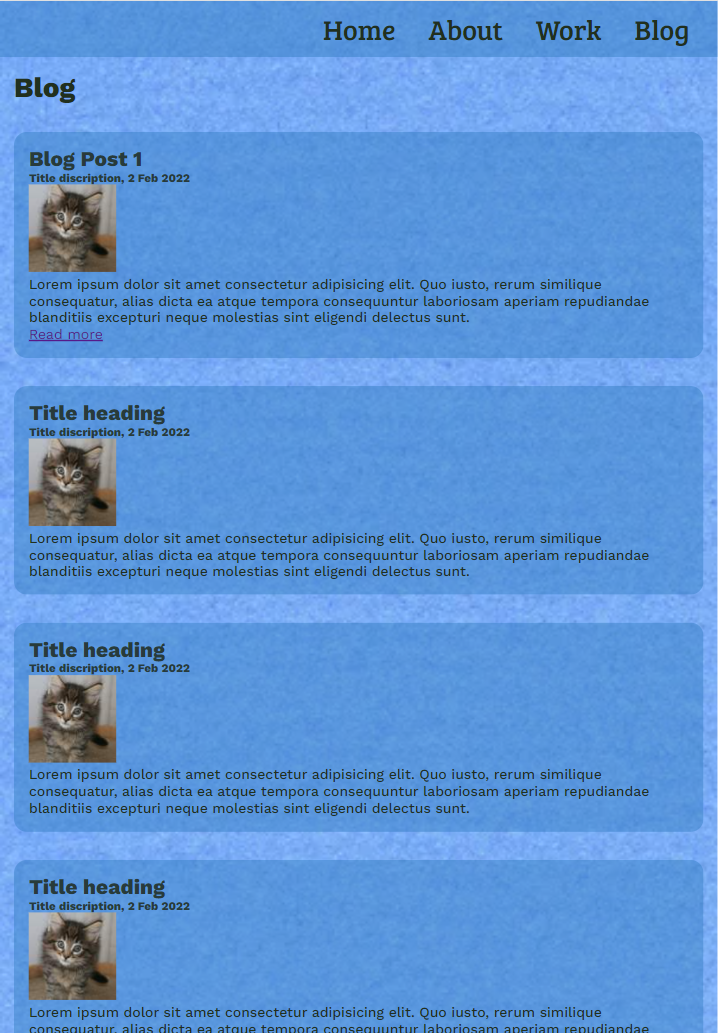 Home About Work Blog
Blog
Blog Post 1
Title discription, 2 Feb 2022
Lorem ipsum dolor sit amet consectetur adipisicing elit. Quo iusto, rerum similique
consequatur, alias dicta ea atque tempora consequuntur laboriosam aperiam repudiandae
blanditiis excepturi neque molestias sint eligendi delectus sunt.
Read more
Title heading
Title discription, 2 Feb 2022
Lorem ipsum dolor sit amet consectetur adipisicing elit. Quo iusto, rerum similique
consequatur, alias dicta ea atque tempora consequuntur laboriosam aperiam repudiandae
blanditiis excepturi neque molestias sint eligendi delectus sunt.
Title heading
Title discription, 2 Feb 2022
Lorem ipsum dolor sit amet consectetur adipisicing elit. Quo iusto, rerum similique
consequatur, alias dicta ea atque tempora consequuntur laboriosam aperiam repudiandae
blanditiis excepturi neque molestias sint eligendi delectus sunt.
Title heading
Title discription, 2 Feb 2022
Lorem ipsum dolor sit amet consectetur adipisicing elit. Quo iusto, rerum similique
consequatur, alias dicta ea atque tempora consequuntur laboriosam aperiam repudiandae